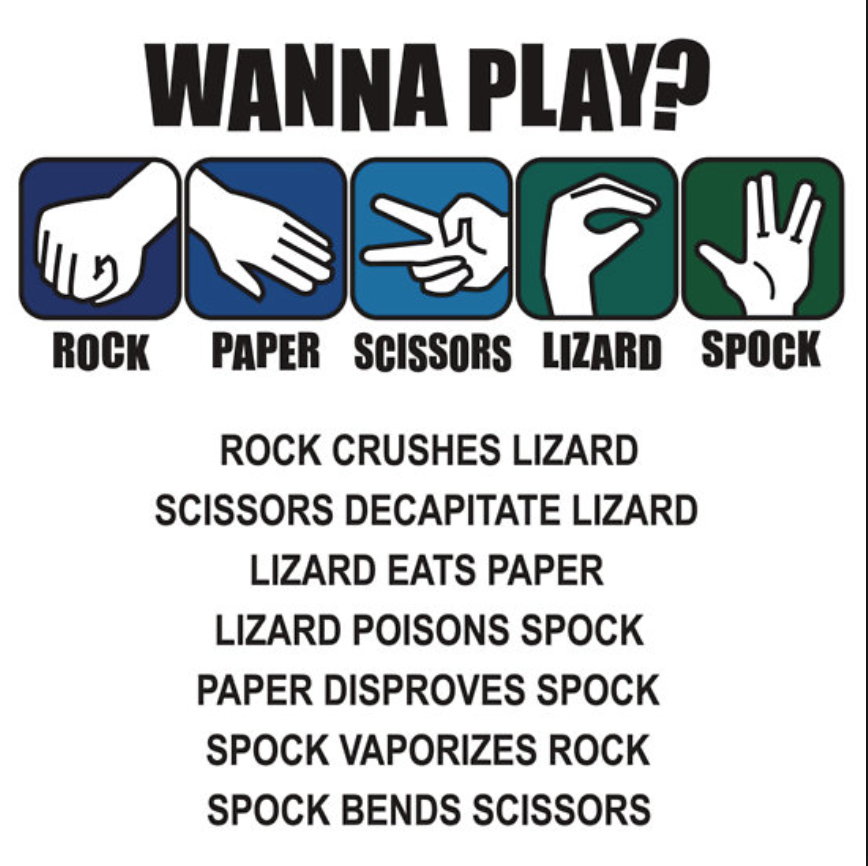 WANNA PLAY?
ROCK PAPER SCISSORS LIZARD SPOCK
ROCK CRUSHES LIZARD
SCISSORS DECAPITATE LIZARD
LIZARD EATS PAPER
LIZARD POISONS SPOCK
PAPER DISPROVES SPOCK
SPOCK VAPORIZES ROCK
SPOCK BENDS SCISSORS